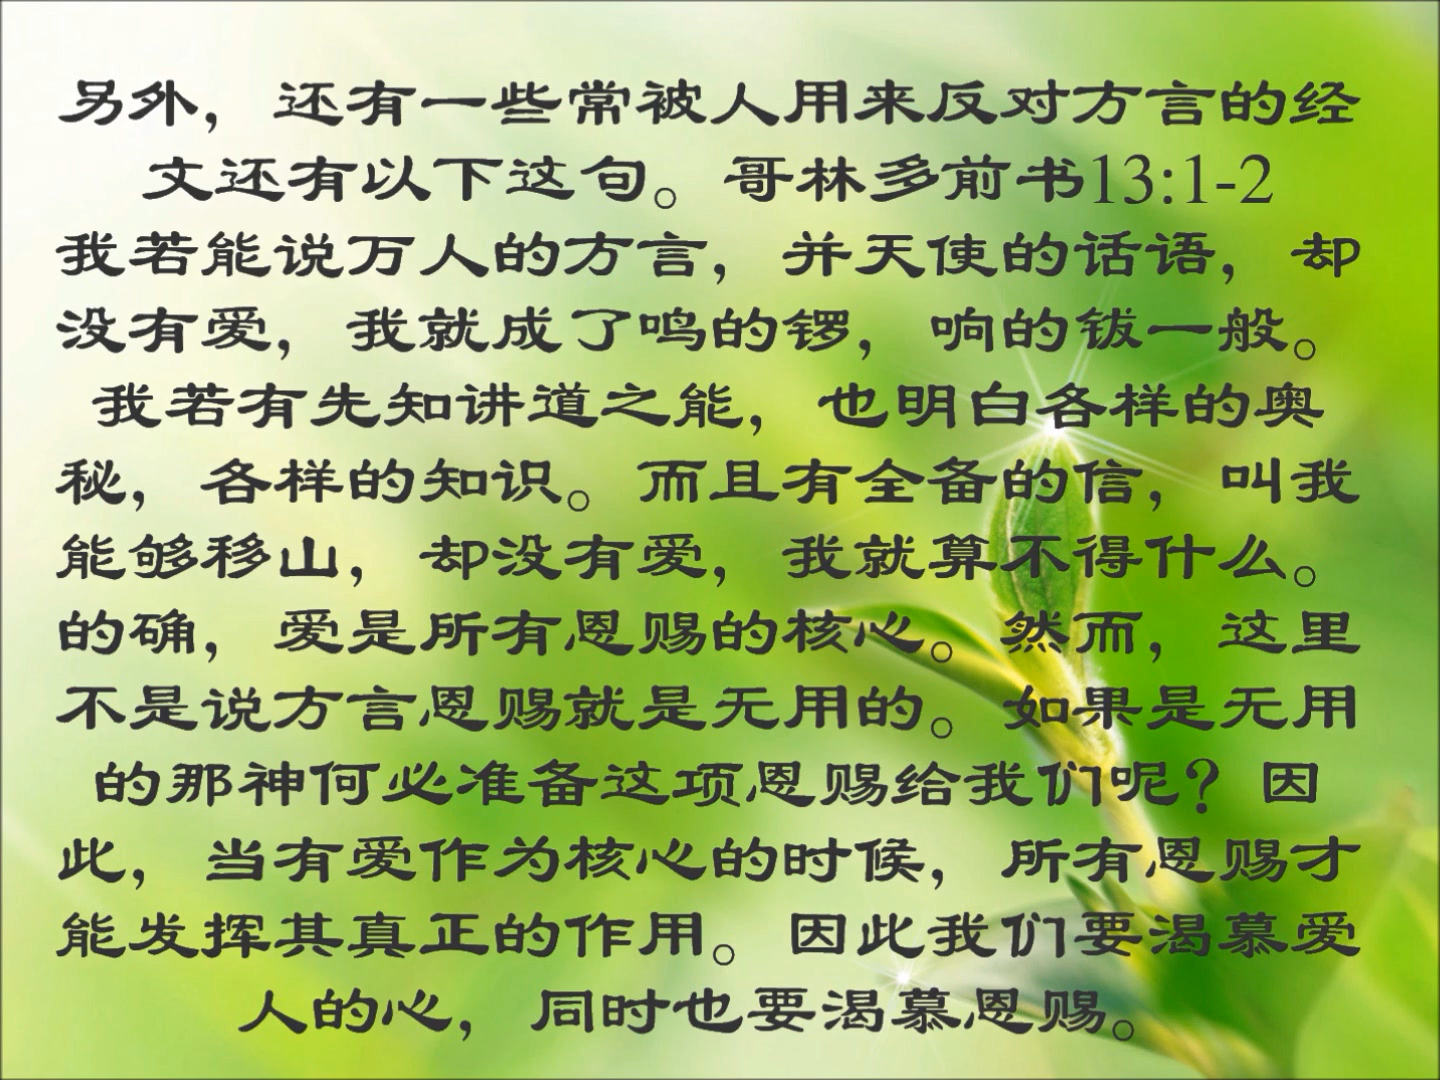 另外，还有一些常被人用来反对方言的经
文还有以下这句。哥林多前书13:1-2
我若能说万人的方言，并天使的话语，却
没有爱，我就成了鸣的锣，响的钹一般。
我若有先知讲道之能，也明白各样的奥
秘，各样的知识。而且有全备的信，叫我
能够移山，却没有爱，我就算不得什么。
的确，爱是所有恩赐的核心。然而，这里
不是说方言恩赐就是无用的。如果是无用
的那神何必准备这项恩赐给我们呢？因
此，当有爱作为核心的时候，所有恩赐才
能发挥其真正的作用。因此我们要渴慕爱
人的心，同时也要渴慕恩赐。